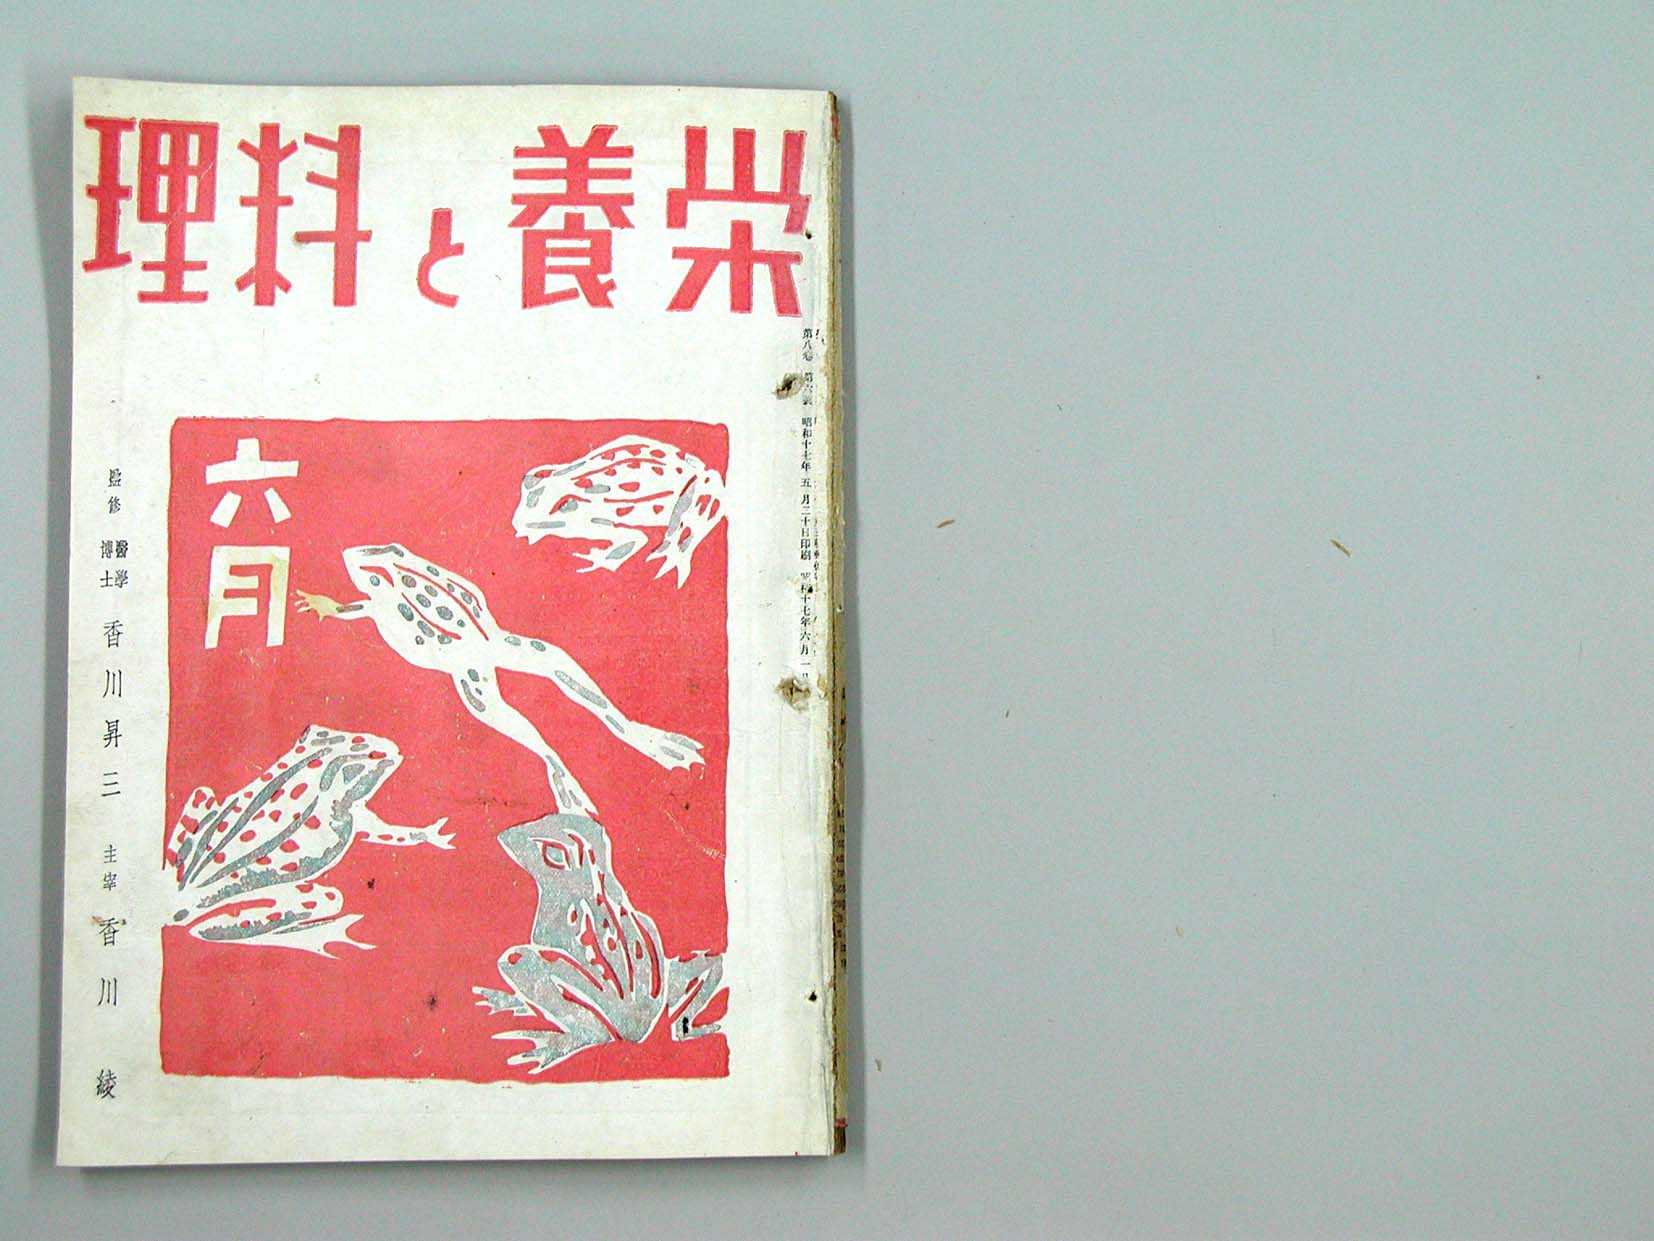 栄養と料理
第八巻 第六號 昭和十七年五月二十日印刷 昭和十七年六月一日
六月
監修 醫學博士 香川昇三 主宰 香川綾